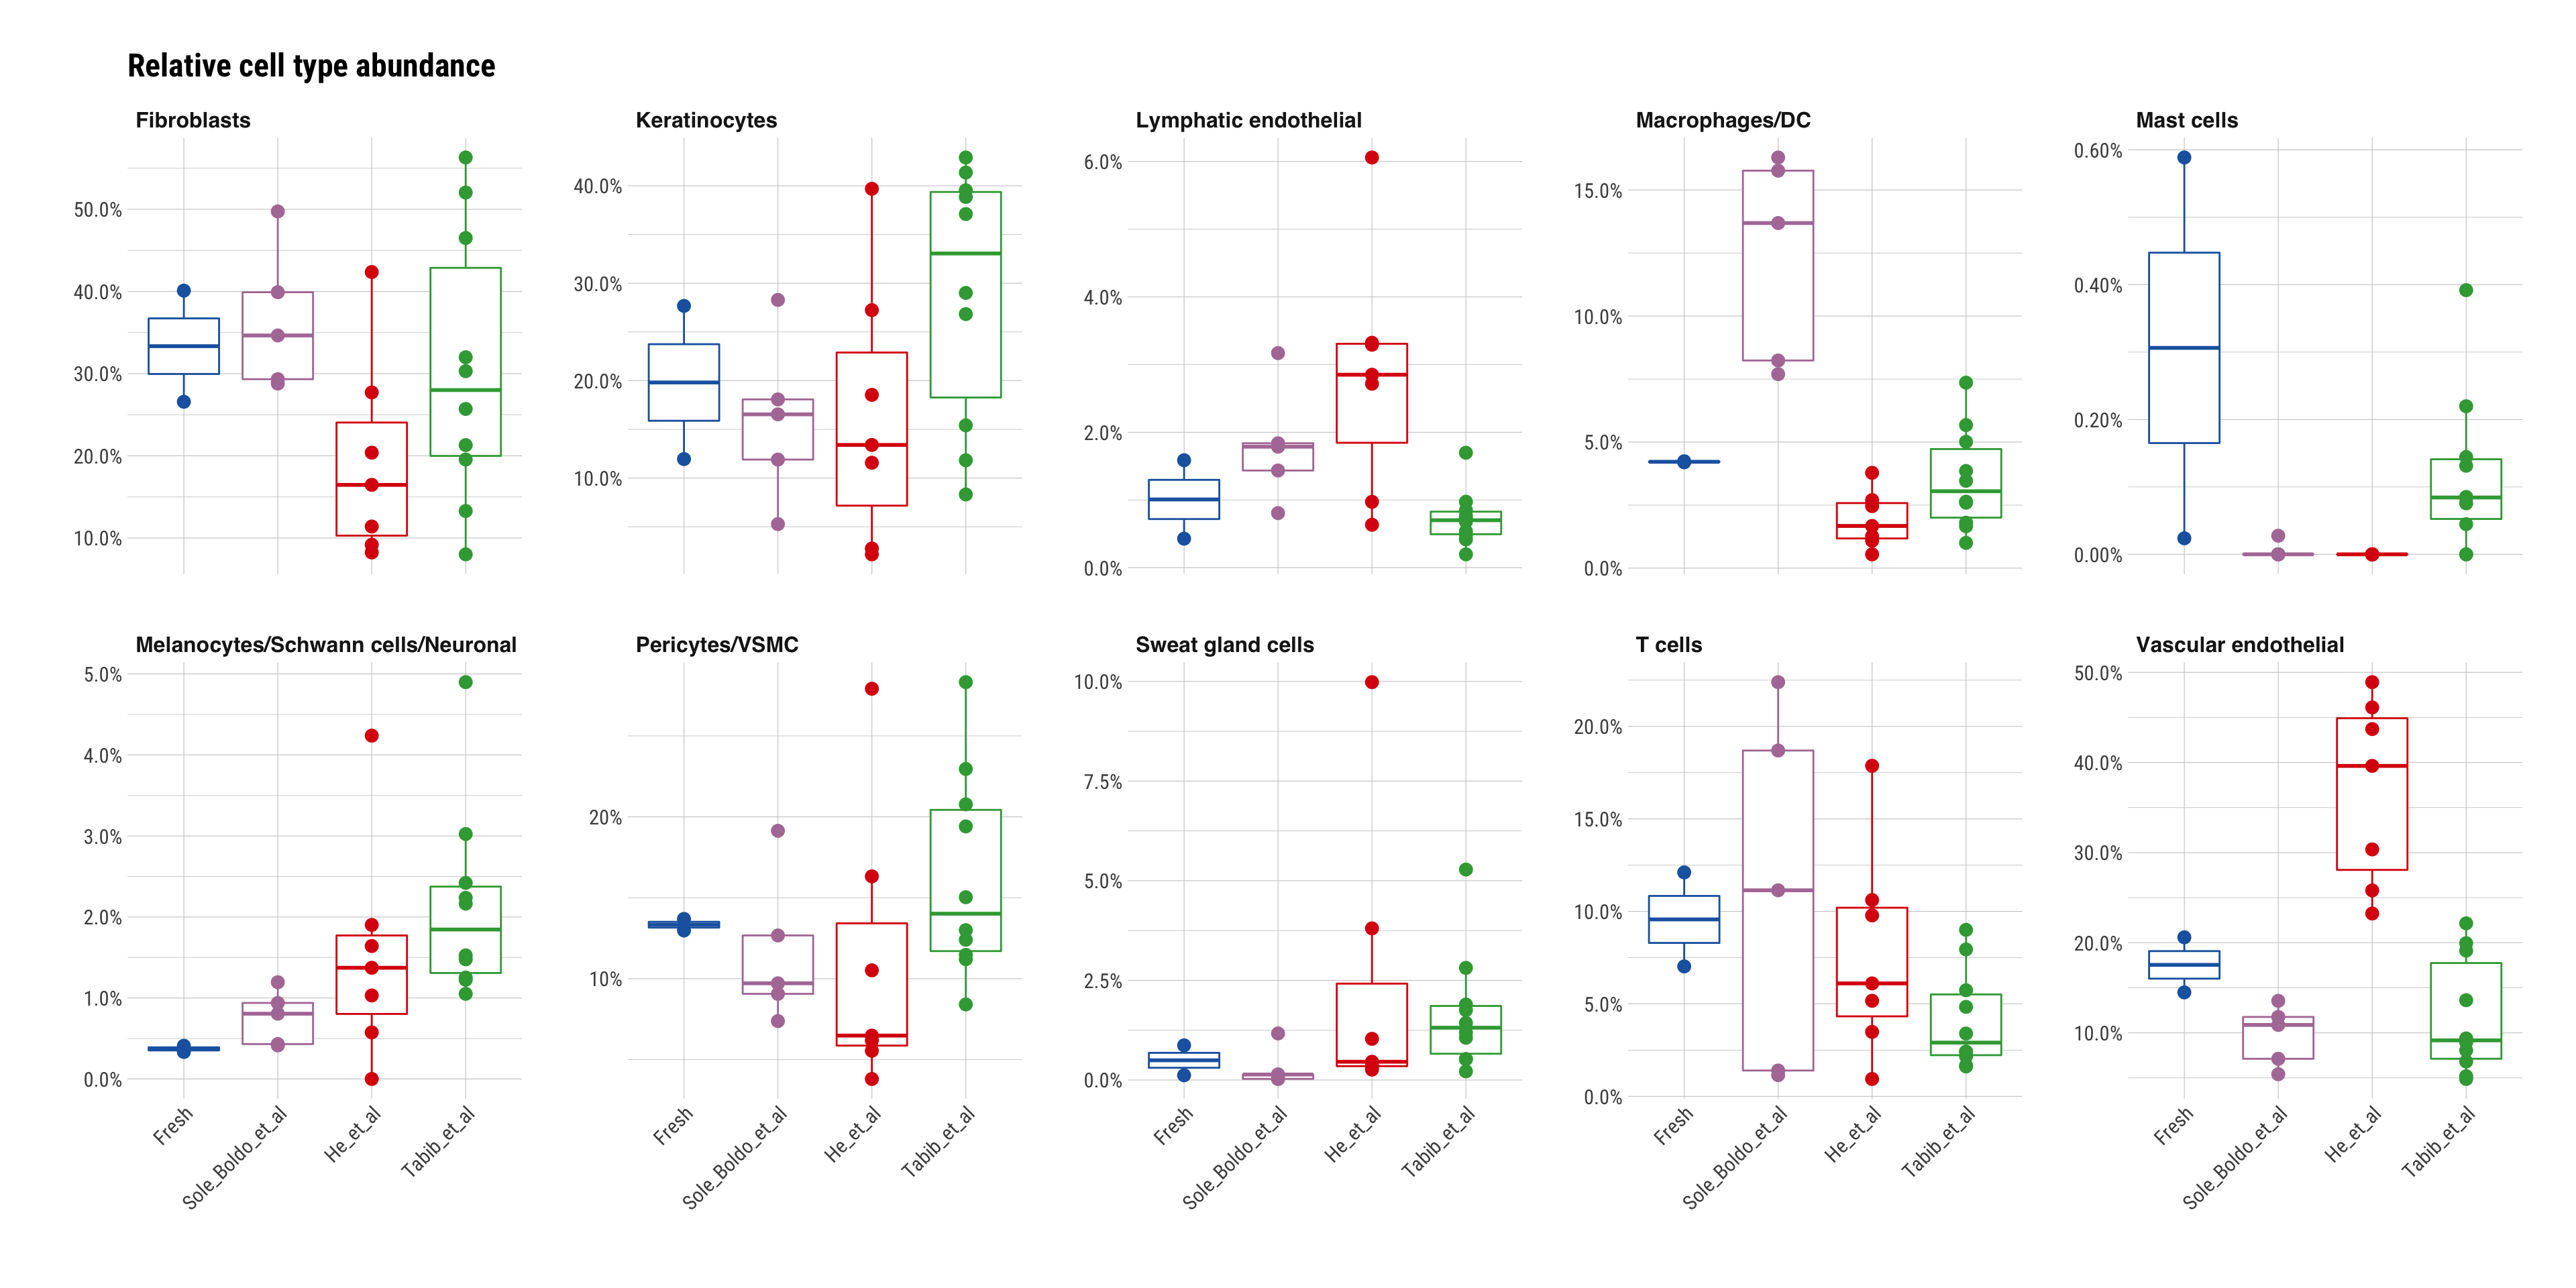 Relative cell type abundance
Fibroblasts
50.0%
40.0%
30.0%
20.0%
10.0%
Keratinocytes
40.0%
30.0%
20.0%
10.0%
Lymphatic endothelial
6.0%
4.0%
2.0%
0.0%
Macrophages/DC
15.0%
10.0%
5.0%
0.0%
Mast cells
0.60%
0.40%
0.20%
0.00%
Melanocytes/Schwann cells/Neuronal
5.0%
4.0%
3.0%
2.0%
1.0%
0.0%
Fresh
Sole_Boldo_et_al
He_et_al
Tabib_et_al
Pericytes/VSMC
20%
10%
Fresh
Sole_Boldo_et_al
He_et_al
Tabib_et_al
Sweat gland cells
10.0%
7.5%
5.0%
2.5%
0.0%
Fresh
Sole_Boldo_et_al
He_et_al
Tabib_et_al
T cells
20.0%
15.0%
10.0%
5.0%
0.0%
Fresh
Sole_Boldo_et_al
He_et_al
Tabib_et_al
Vascular endothelial
50.0%
40.0%
30.0%
20.0%
10.0%
Fresh
Sole_Boldo_et_al
He_et_al
Tabib_et_al